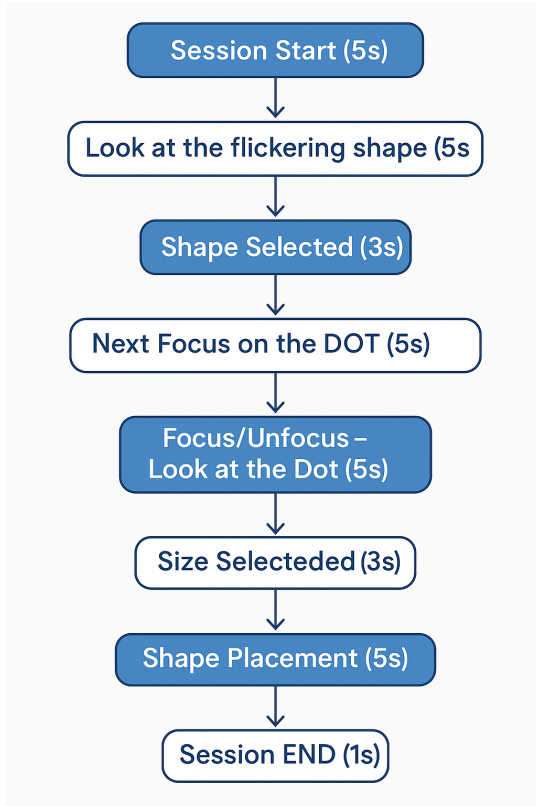 Session Start (5s)
Look at the flickering shape (5s
Shape Selected (3s)
Next Focus on the DOT (5s)
Focus/Unfocus –
Look at the Dot (5s)
Size Selecteded (3s)
Shape Placement (5s)
Session END (1s)